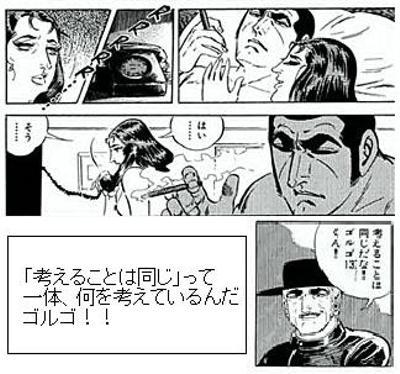 はい
……
そう
……
考えることは
同じだな!!
ゴルゴ13
くん!
「考えることは同じ」って
一体、何を考えているんだ
ゴルゴ！！